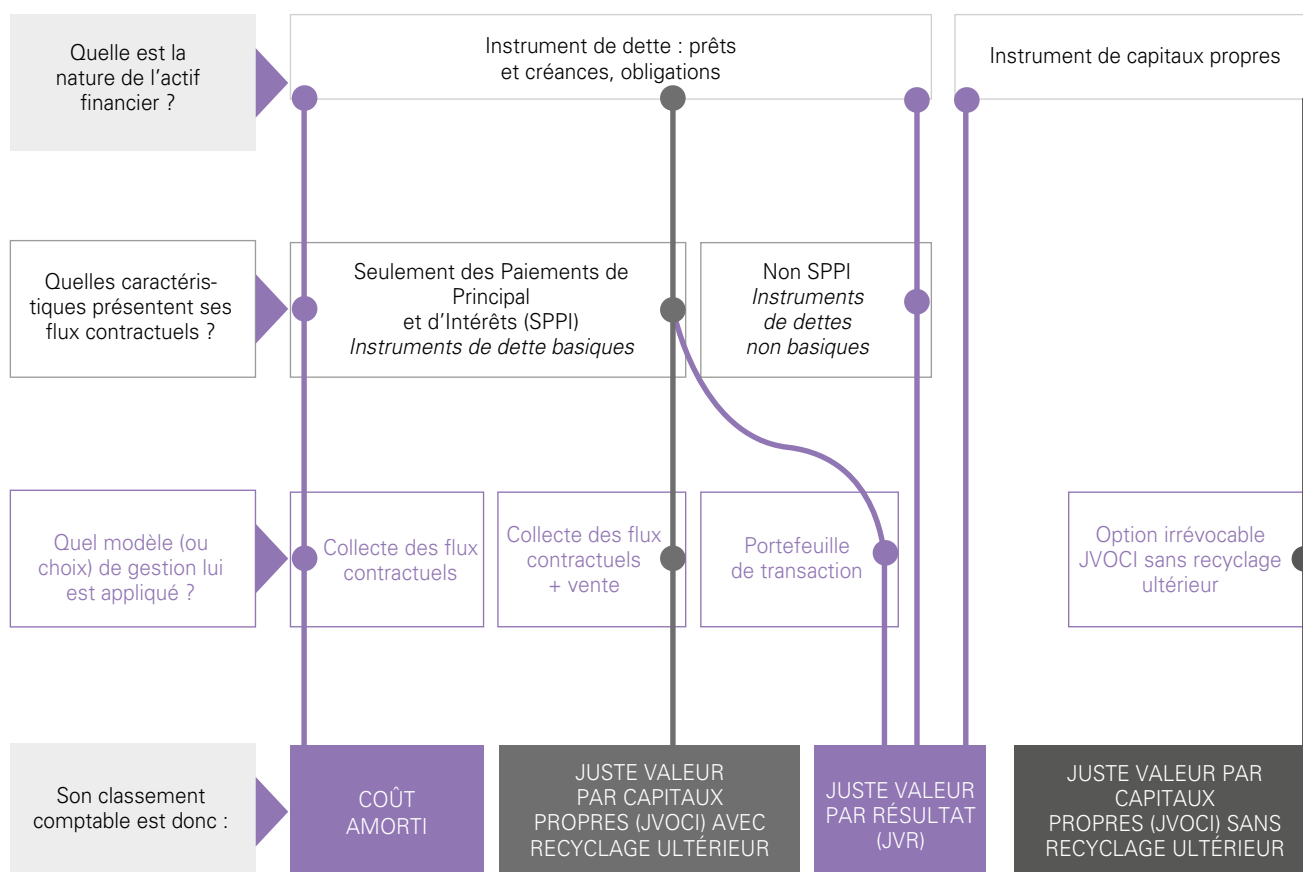 Quelle est la
nature de l'actif
financier ?
Instrument de dette : prêts
et créances, obligations
Instrument de capitaux propres
Quelles caractéris-
tiques présentent ses
flux contractuels ?
Seulement des Paiements de
Principal
et d'Intérêts (SPPI)
Instruments de dette basiques
Non SPPI
Instruments
de dettes
non basiques
Quel modèle (ou
choix) de gestion lui
est appliqué ?
Collecte des flux
contractuels
Collecte des flux
contractuels
+ vente
Portefeuille
de transaction
Option irrévocable
JVOCI sans recyclage
ultérieur
Son classement
comptable est donc :
COÛT
AMORTI
JUSTE VALEUR
PAR CAPITAUX
PROPRES (JVOCI) AVEC
RECYCLAGE ULTÉRIEUR
JUSTE VALEUR
PAR RÉSULTAT
(JVR)
JUSTE VALEUR PAR
CAPITAUX
PROPRES (JVOCI) SANS
RECYCLAGE ULTÉRIEUR